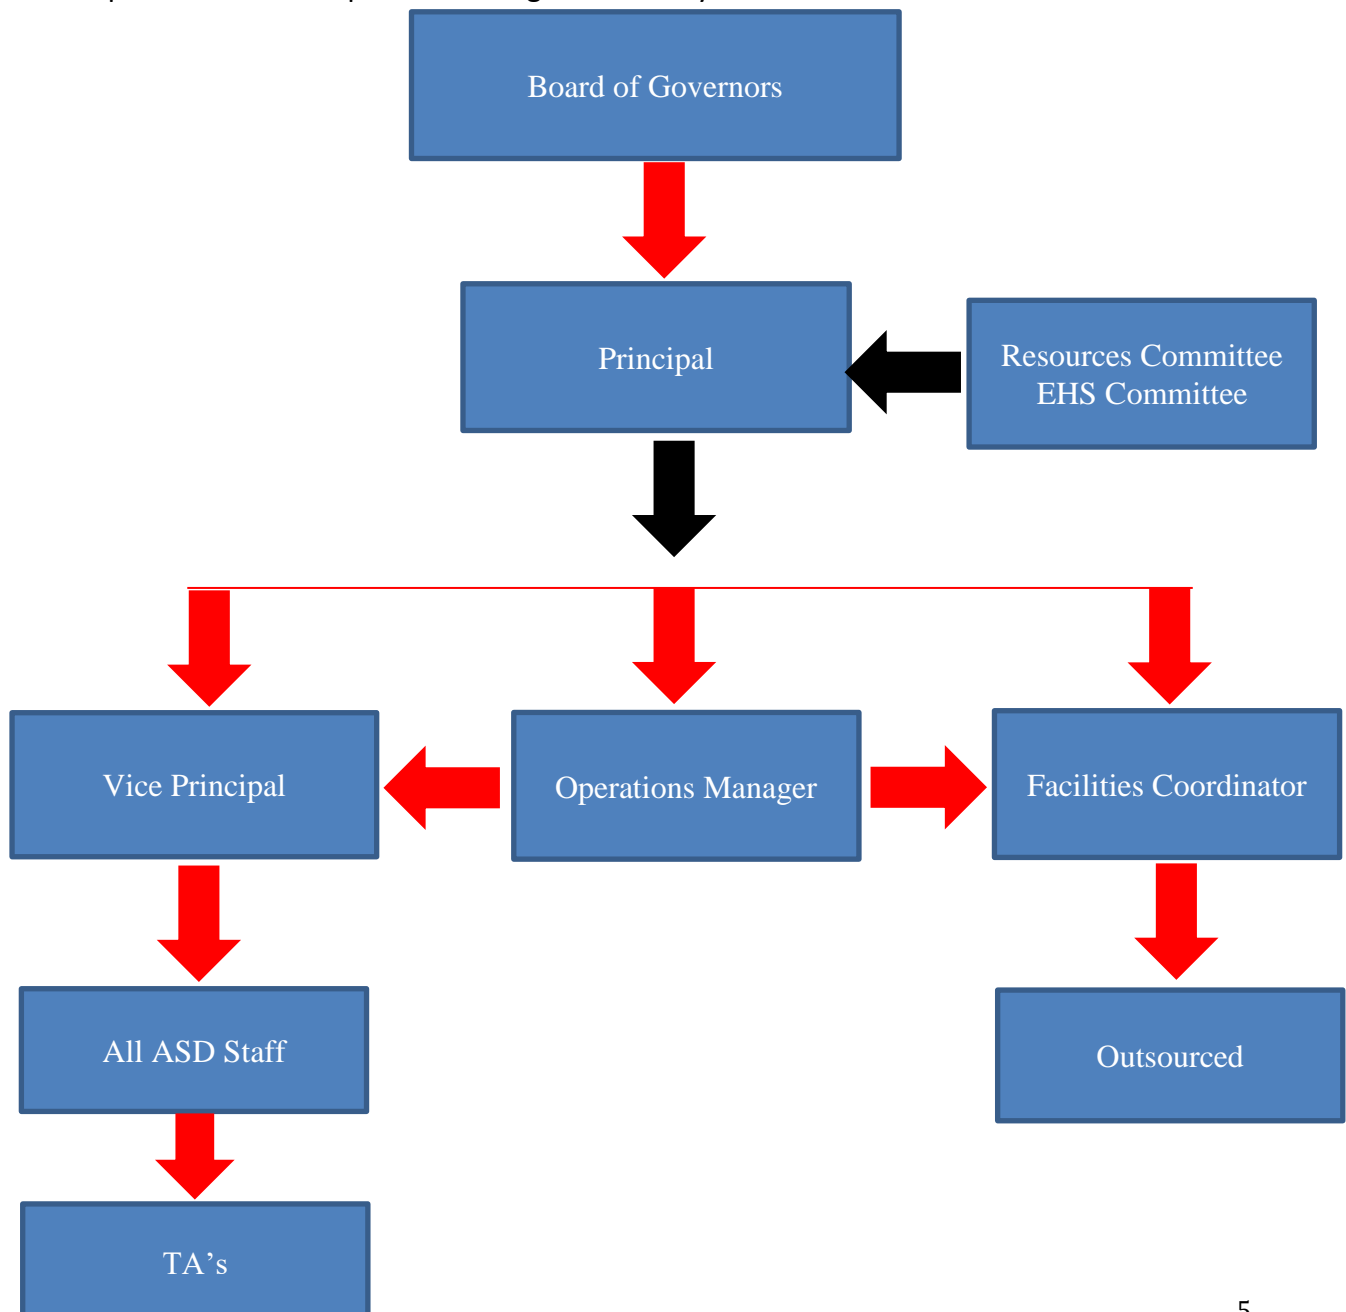 Board of Governors
Principal
Resources Committee
EHS Committee
Vice Principal
Operations Manager
Facilities Coordinator
All ASD Staff
Outsourced
TA’s
5